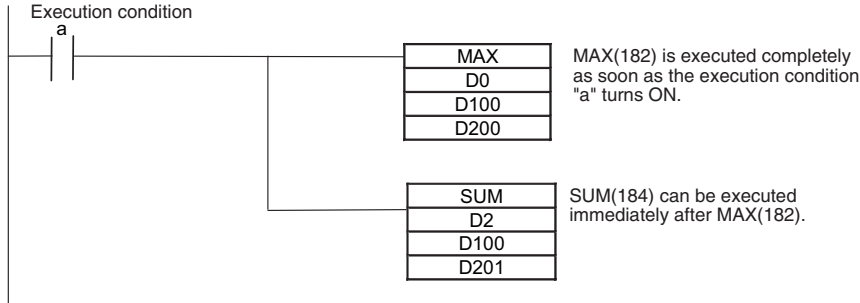 Execution condition
a
MAX
D0
D100
D200
MAX(182) is executed completely
as soon as the execution condition
"a" turns ON.
SUM
D2
D100
D201
SUM(184) can be executed
immediately after MAX(182).